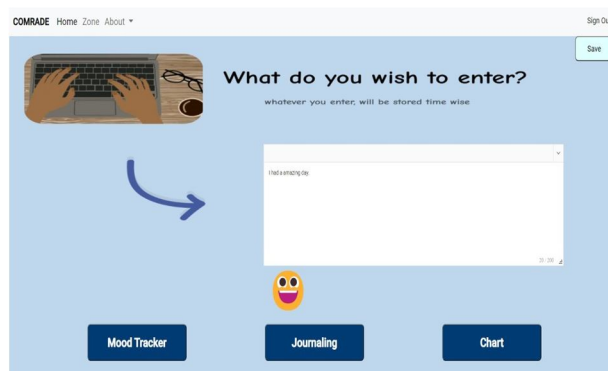 COMRADE Home Zone About Sign Ou
Save
What do you wish to enter?
whatever you enter, will be stored time wise
I had a amazing day.
Mood Tracker Journaling Chart